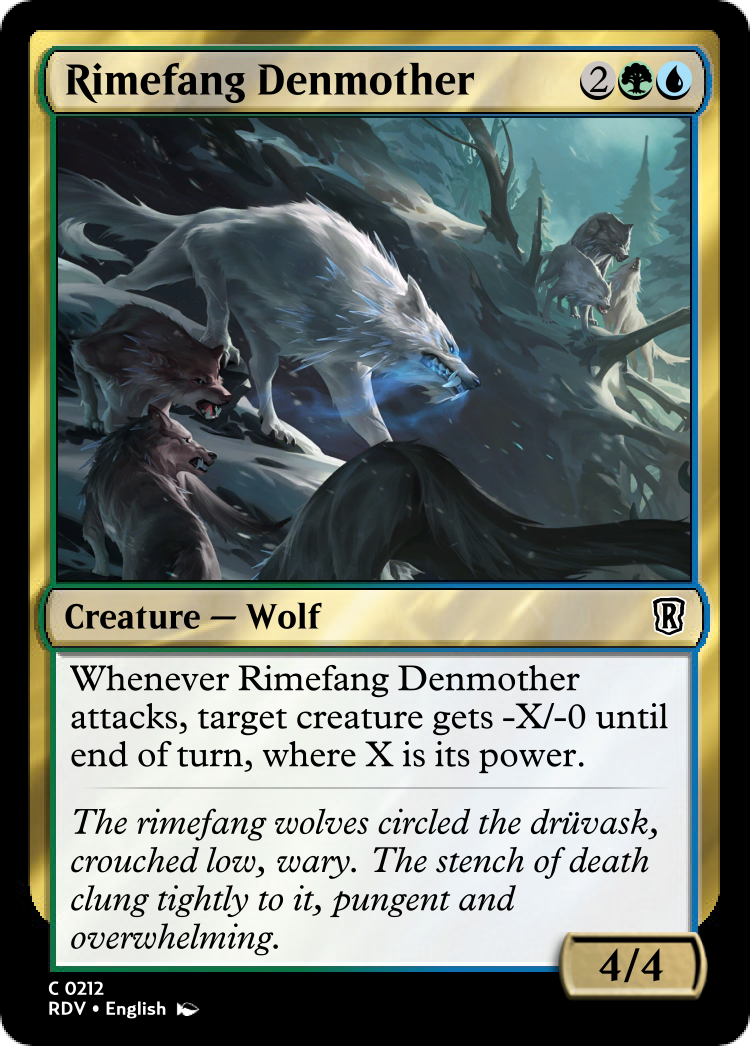 Rimefang Denmother 2
Creature — Wolf R
Whenever Rimefang Denmother
attacks, target creature gets -X/-0 until
end of turn, where X is its power.
The rimefang wolves circled the drüvask,
crouched low, wary. The stench of death
clung tightly to it, pungent and
overwhelming.
4/4
C 0212
RDV • English